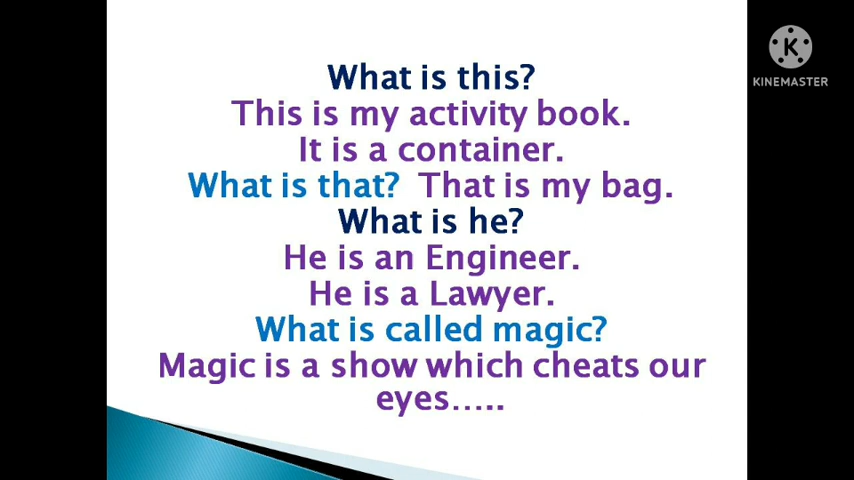 What is this?
This is my activity book.
It is a container.
What is that? That is my bag.
What is he?
He is an Engineer.
He is a Lawyer.
What is called magic?
Magic is a show which cheats our
eyes.....
K
KINEMASTER